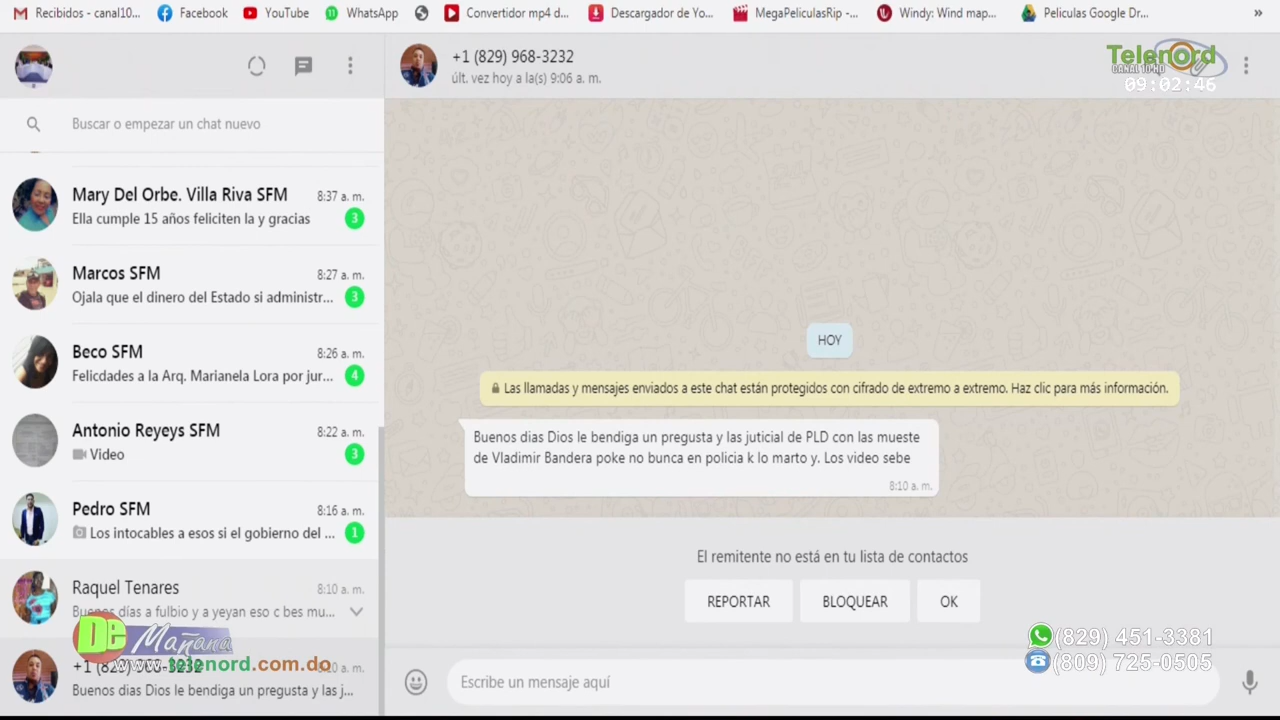 Recibidos - canal10...
Facebook
YouTube
WhatsApp
Convertidor mp4 d...
Descargador de Yo...
MegaPeliculasRip -...
Windy: Wind map...
Peliculas Google Dr...
»
Buscar o empezar un chat nuevo
Mary Del Orbe. Villa Riva SFM 8:37 a. m.
Ella cumple 15 años feliciten la y gracias 3
Marcos SFM 8:27 a. m.
Ojala que el dinero del Estado si administr... 3
Beco SFM 8:26 a. m.
Felicdades a la Arq. Marianela Lora por jur... 4
Antonio Reyeys SFM 8:22 a. m.
Video 3
Pedro SFM 8:16 a. m.
Los intocables a esos si el gobierno del ... 1
Raquel Tenares 8:10 a. m.
Buenos días a fulbio y a yeyan eso c bes mu...
+1 (829) 968-3232
Buenos dias Dios le bendiga un pregusta y las j...
De Mañana
www.telenord.com.do
+1 (829) 968-3232
últ. vez hoy a la(s) 9:06 a. m.
Telenord
CANAL 10 HD
09:02:46
HOY
Las llamadas y mensajes enviados a este chat están protegidos con cifrado de extremo a extremo. Haz clic para más información.
Buenos dias Dios le bendiga un pregusta y las juticial de PLD con las mueste
de Vladimir Bandera poke no bunca en policia k lo marto y. Los video sebe
8:10 a. m.
El remitente no está en tu lista de contactos
REPORTAR
BLOQUEAR
OK
(829) 451-3381
(809) 725-0505
Escribe un mensaje aquí